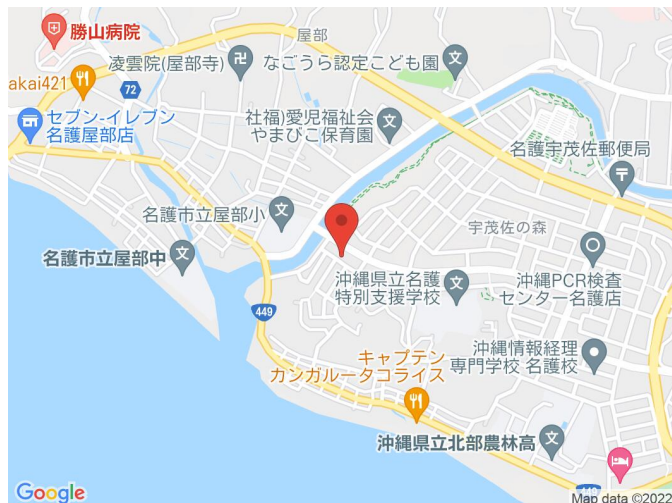 勝山病院
屋部
凌雲院(屋部寺)
なごうら認定こども園
akai421
72
セブン-イレブン
名護屋部店
社福)愛児福祉会
やまびこ保育園
名護宇茂佐郵便局
名護市立屋部小
宇茂佐の森
名護市立屋部中
沖縄県立名護
特別支援学校
沖縄PCR検査
センター名護店
449
キャプテン
カンガルータコライス
沖縄情報経理
専門学校 名護校
沖縄県立北部農林高
449
Google
Map data ©2022